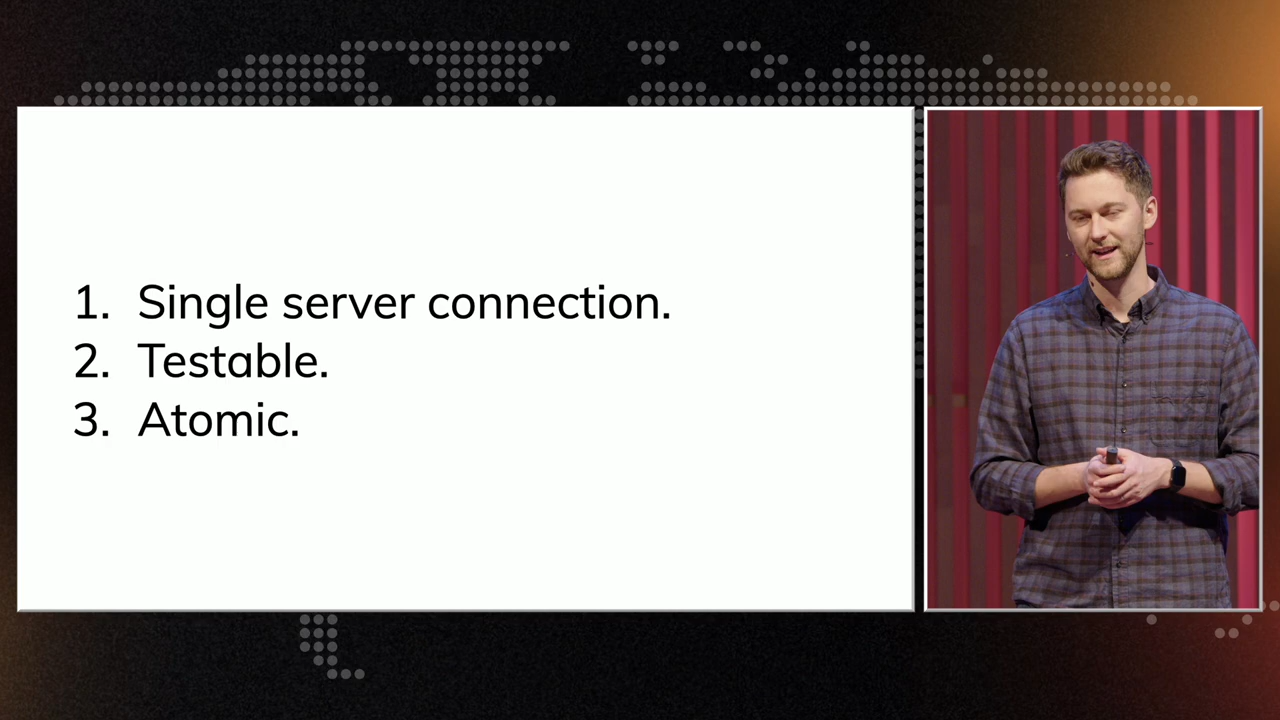 1. Single server connection.
2. Testable.
3. Atomic.